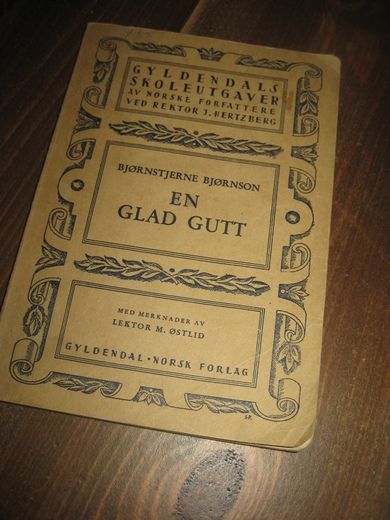 GYLDENDALS
SKOLEUTGAVER
AV NORSKE FORFATTERE
VED REKTOR J. HERTZBERG
BJØRNSTJERNE BJØRNSON
EN
GLAD GUTT
MED MERKNADER AV
LEKTOR M. ØSTLID
GYLDENDAL • NORSK FORLAG